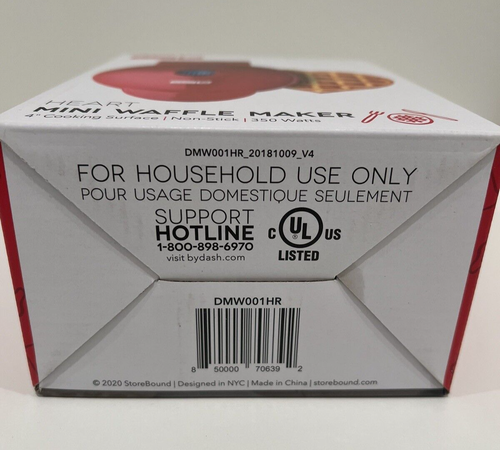 HEART
MINI WAFFLE MAKER
4" Cooking Surface | Non-Stick | 350 Watts
DMW001HR_20181009_V4
FOR HOUSEHOLD USE ONLY
POUR USAGE DOMESTIQUE SEULEMENT
SUPPORT
HOTLINE
1-800-898-6970
visit bydash.com
C UL US
LISTED
DMW001HR
8 50000 70639 2
© 2020 StoreBound | Designed in NYC | Made in China | storebound.com